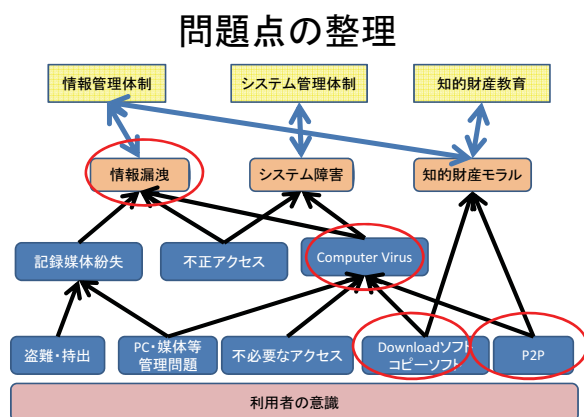 問題点の整理
情報管理体制
システム管理体制
知的財産教育
情報漏洩
システム障害
知的財産モラル
記録媒体紛失
不正アクセス
Computer Virus
盗難・持出
PC・媒体等
管理問題
不必要なアクセス
Downloadソフト
コピーソフト
P2P
利用者の意識